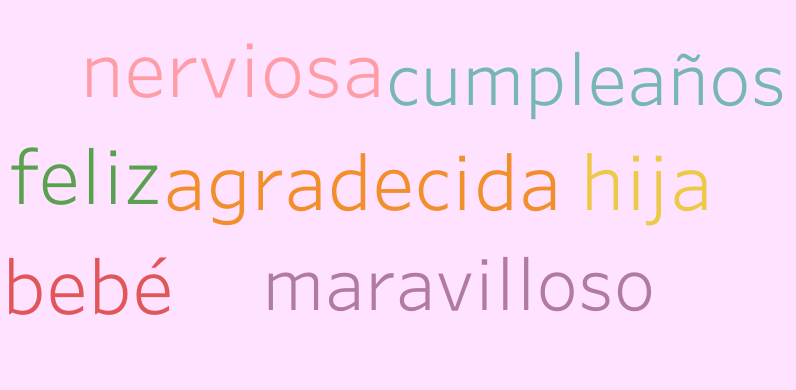 nerviosa cumpleaños
feliz agradecida hija
bebé maravilloso